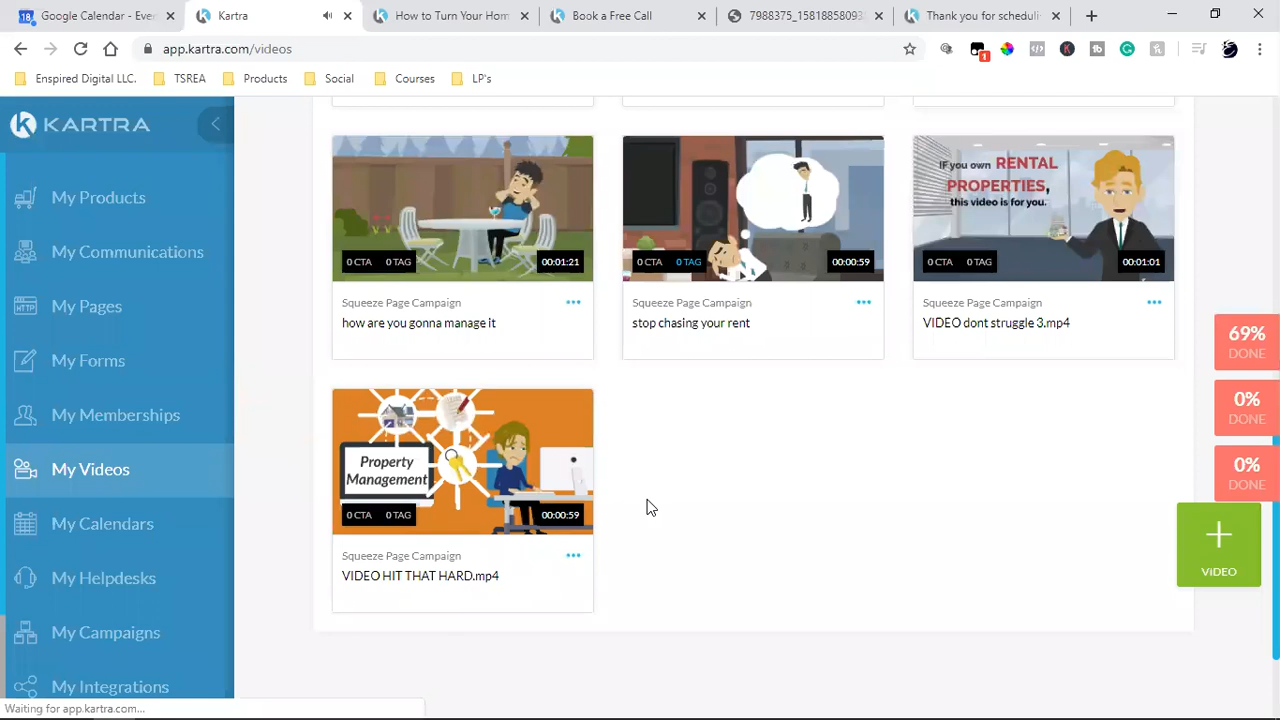 Google Calendar - Ever
Kartra
How to Turn Your Hom
Book a Free Call
7988375_1581885809
Thank you for scheduli
app.kartra.com/videos
1
Enspired Digital LLC.
TSREA
Products
Social
Courses
LP's
KARTRA
My Products
My Communications
My Pages
My Forms
My Memberships
My Videos
My Calendars
My Helpdesks
My Campaigns
My Integrations
0 CTA 0 TAG 00:01:21
Squeeze Page Campaign
how are you gonna manage it
0 CTA 0 TAG 00:00:59
Squeeze Page Campaign
stop chasing your rent
IF you own RENTAL
PROPERTIES,
this video is for you.
0 CTA 0 TAG 00:01:01
Squeeze Page Campaign
VIDEO dont struggle 3.mp4
Property
Management
0 CTA 0 TAG 00:00:59
Squeeze Page Campaign
VIDEO HIT THAT HARD.mp4
69%
DONE
0%
DONE
0%
DONE
VIDEO
Waiting for app.kartra.com...